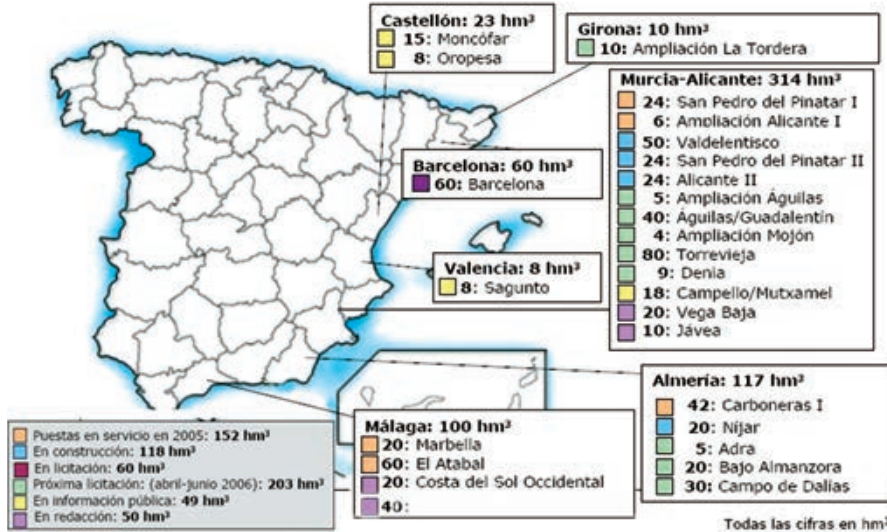 Castellón: 23 hm³
15: Moncófar
8: Oropesa
Girona: 10 hm³
10: Ampliación La Tordera
Murcia-Alicante: 314 hm³
24: San Pedro del Pinatar I
6: Ampliación Alicante I
50: Valdelentisco
24: San Pedro del Pinatar II
24: Alicante II
5: Ampliación Águilas
40: Águilas/Guadalentín
4: Ampliación Mojón
80: Torrevieja
9: Denia
18: Campello/Mutxamel
20: Vega Baja
10: Jávea
Barcelona: 60 hm³
60: Barcelona
Valencia: 8 hm³
8: Sagunto
Almería: 117 hm³
42: Carboneras I
20: Níjar
5: Adra
20: Bajo Almanzora
30: Campo de Dalías
Málaga: 100 hm³
20: Marbella
60: El Atabal
20: Costa del Sol Occidental
40:
Puestas en servicio en 2005: 152 hm³
En construcción: 118 hm³
En licitación: 60 hm³
Próxima licitación: (abril-junio 2006): 203 hm³
En información pública: 49 hm³
En redacción: 50 hm³
Todas las cifras en hm³